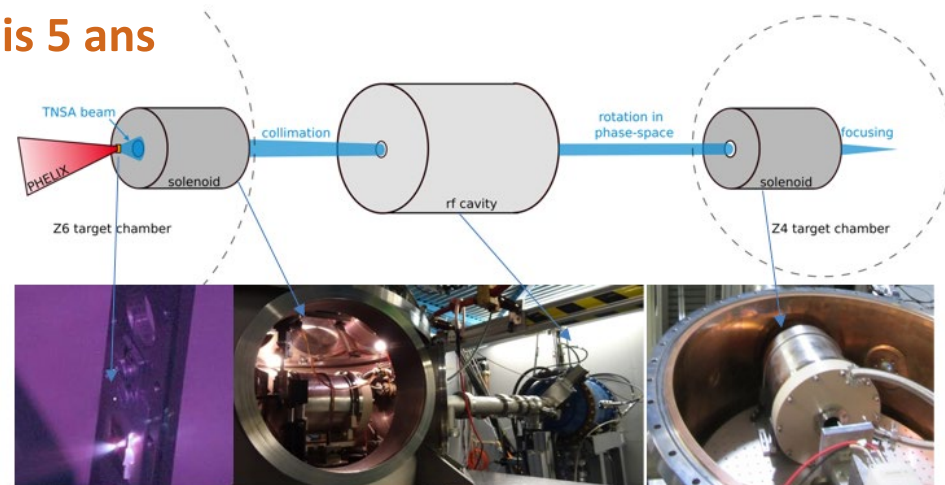 is 5 ans
TNSA beam
collimation
rotation in
phase-space
focusing
PHELIX
solenoid
rf cavity
solenoid
Z6 target chamber
Z4 target chamber